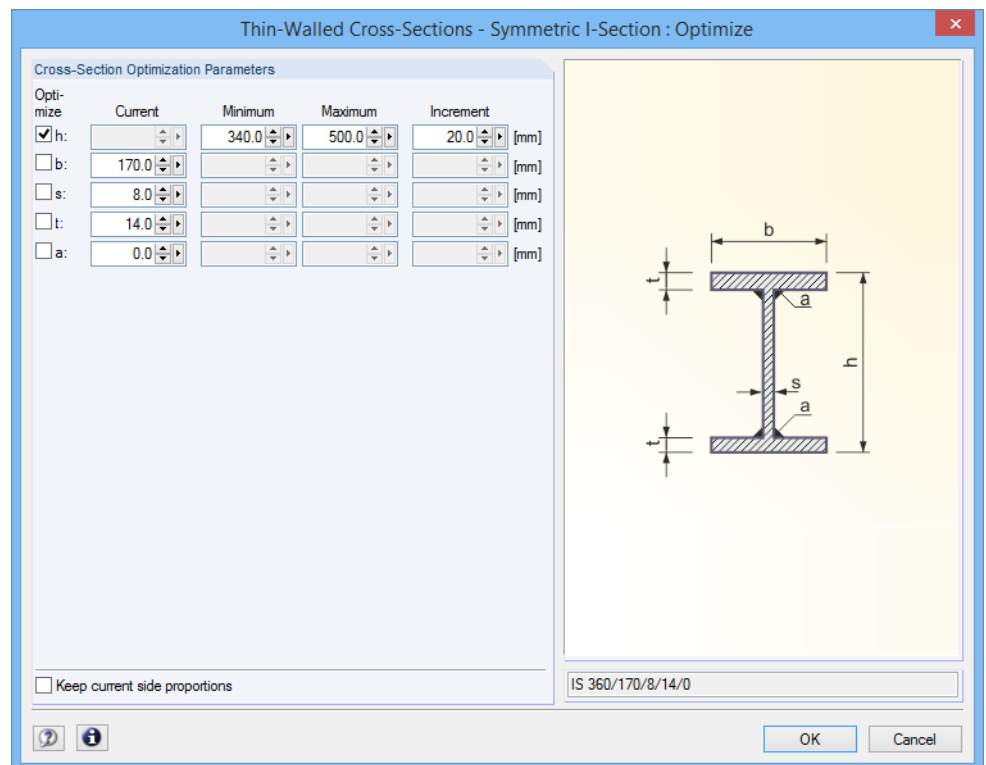 Thin-Walled Cross-Sections - Symmetric I-Section : Optimize
Cross-Section Optimization Parameters
Opti-
mize Current Minimum Maximum Increment
h: 340.0 500.0 20.0 [mm]
b: 170.0 [mm]
s: 8.0 [mm]
t: 14.0 [mm]
a: 0.0 [mm]
b
t
a
h
s
a
t
Keep current side proportions
IS 360/170/8/14/0
OK Cancel